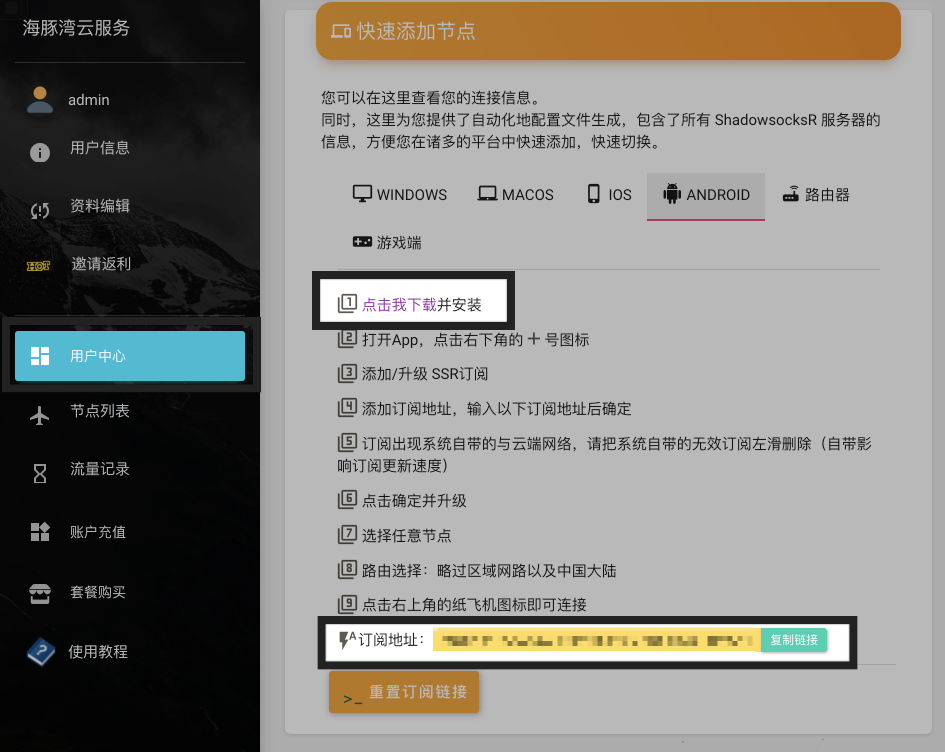 海豚湾云服务
admin
用户信息
资料编辑
HOT 邀请返利
用户中心
节点列表
流量记录
账户充值
套餐购买
使用教程
快速添加节点
您可以在这里查看您的连接信息。
同时，这里为您提供了自动化地配置文件生成，包含了所有 ShadowsocksR 服务器的
信息，方便您在诸多的平台中快速添加，快速切换。
WINDOWS MACOS IOS ANDROID 路由器
游戏端
1 点击我下载并安装
2 打开App，点击右下角的 十 号图标
3 添加/升级 SSR订阅
4 添加订阅地址，输入以下订阅地址后确定
5 订阅出现系统自带的与云端网络，请把系统自带的无效订阅左滑删除（自带影
响订阅更新速度）
6 点击确定并升级
7 选择任意节点
8 路由选择：略过区域网路以及中国大陆
9 点击右上角的纸飞机图标即可连接
订阅地址： 复制链接
>_ 重置订阅链接